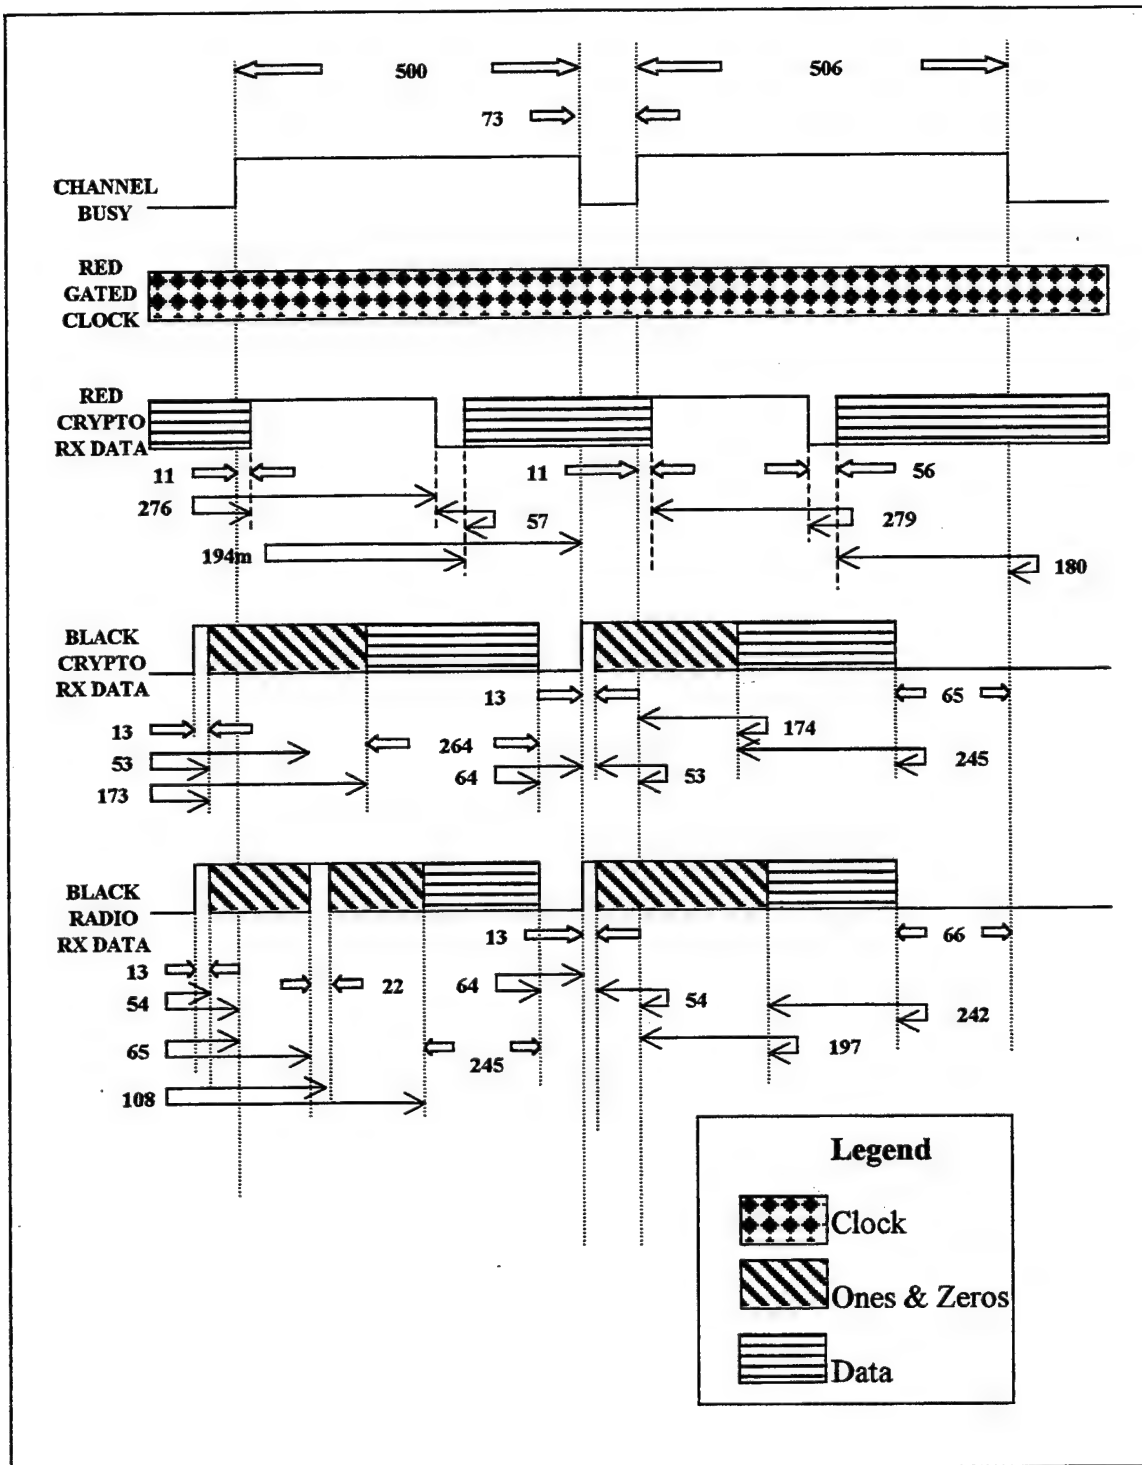 500
506
73
CHANNEL
BUSY
RED
GATED
CLOCK
RED
CRYPTO
RX DATA
11
11
56
276
57
279
194m
180
BLACK
CRYPTO
RX DATA
13
65
13
174
53
264
64
53
245
173
BLACK
RADIO
RX DATA
13
66
13
54
22
64
54
242
65
245
197
108
Legend
Clock
Ones & Zeros
Data